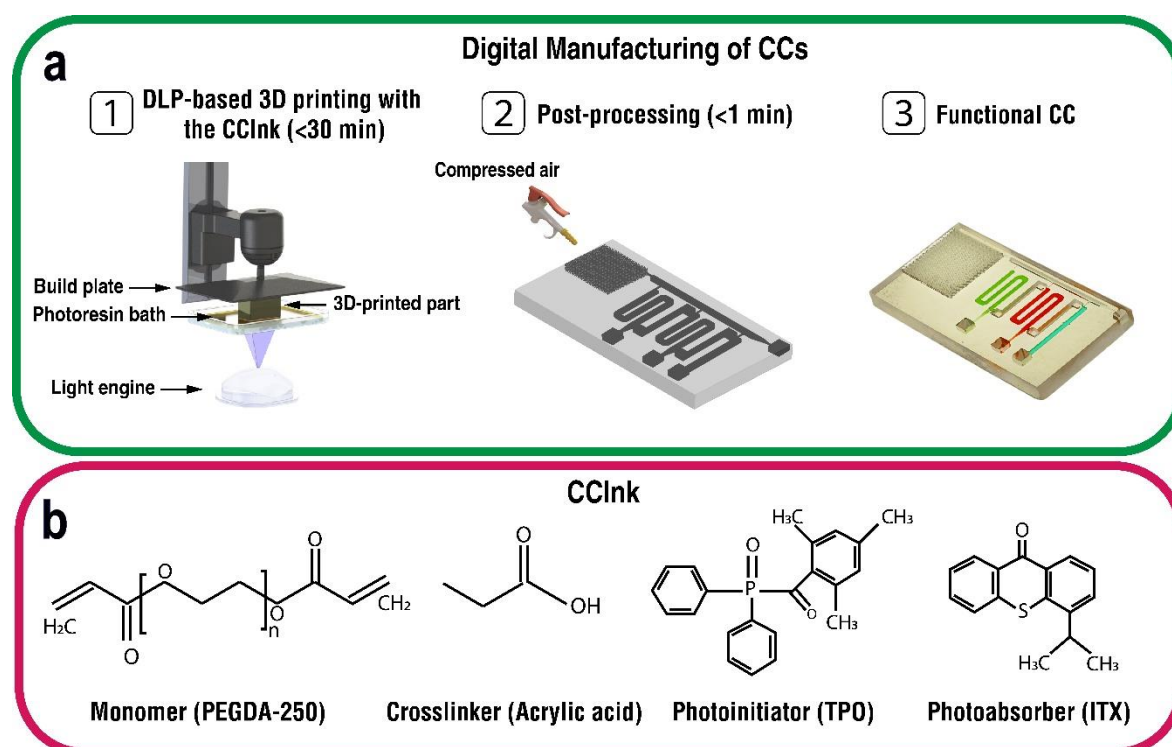 a
Digital Manufacturing of CCs
1
DLP-based 3D printing with
the CCInk (<30 min)
2
Post-processing (<1 min)
3
Functional CC
Compressed air
Build plate
Photoresin bath
3D-printed part
Light engine
b
CCInk
O
O
H₂C
O
O
n
CH₂
O
OH
O
P
O
H₃C
CH₃
CH₃
O
S
H₃C
CH₃
Monomer (PEGDA-250)
Crosslinker (Acrylic acid)
Photoinitiator (TPO)
Photoabsorber (ITX)